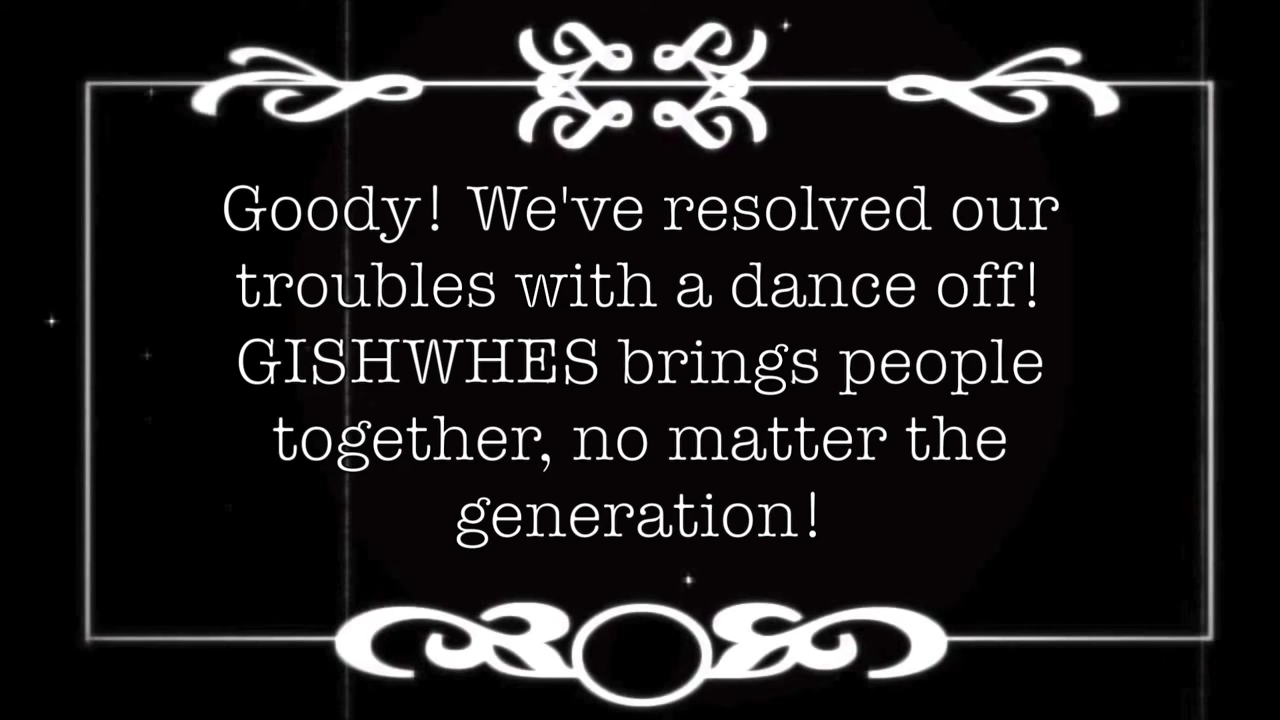 Goody! We've resolved our
troubles with a dance off!
GISHWHES brings people
together, no matter the
generation!